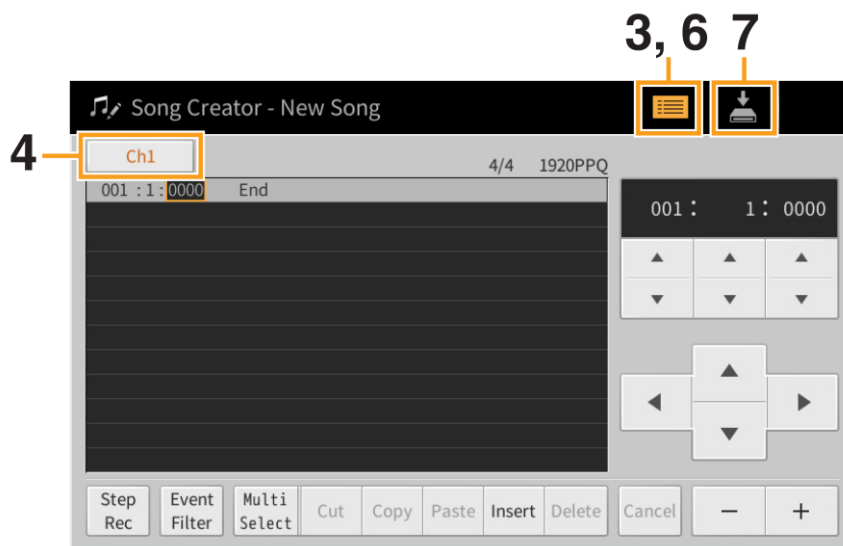 3, 6 7
Song Creator - New Song
4
Ch1
4/4 1920PPQ
001 : 1 : 0000 End
001 : 1 : 0000
Step Rec
Event Filter
Multi Select
Cut
Copy
Paste
Insert
Delete
Cancel
− +